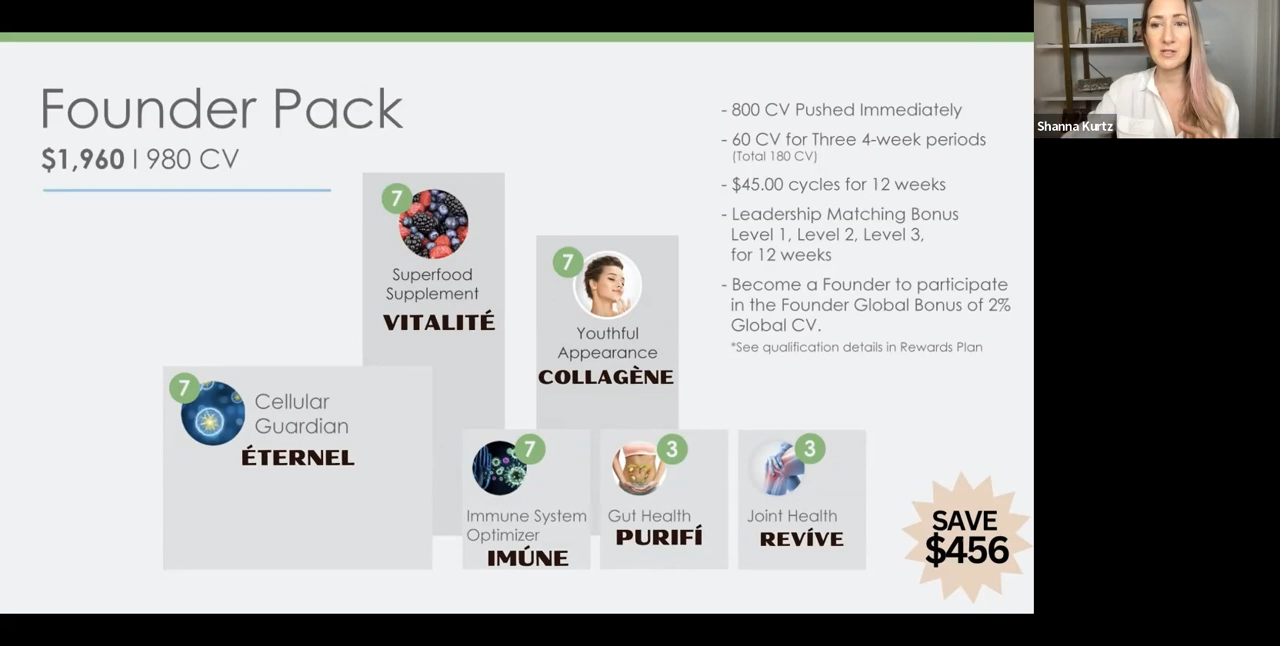 Founder Pack
$1,960 | 980 CV
- 800 CV Pushed Immediately
- 60 CV for Three 4-week periods
(Total 180 CV)
- $45.00 cycles for 12 weeks
- Leadership Matching Bonus
Level 1, Level 2, Level 3,
for 12 weeks
- Become a Founder to participate
in the Founder Global Bonus of 2%
Global CV.
*See qualification details in Rewards Plan
7
Superfood
Supplement
VITALITÉ
7
Youthful
Appearance
COLLAGÈNE
7
Cellular
Guardian
ÉTERNEL
7
Immune System
Optimizer
IMÚNE
3
Gut Health
PURIFÍ
3
Joint Health
REVÍVE
SAVE
$456
Shanna Kurtz